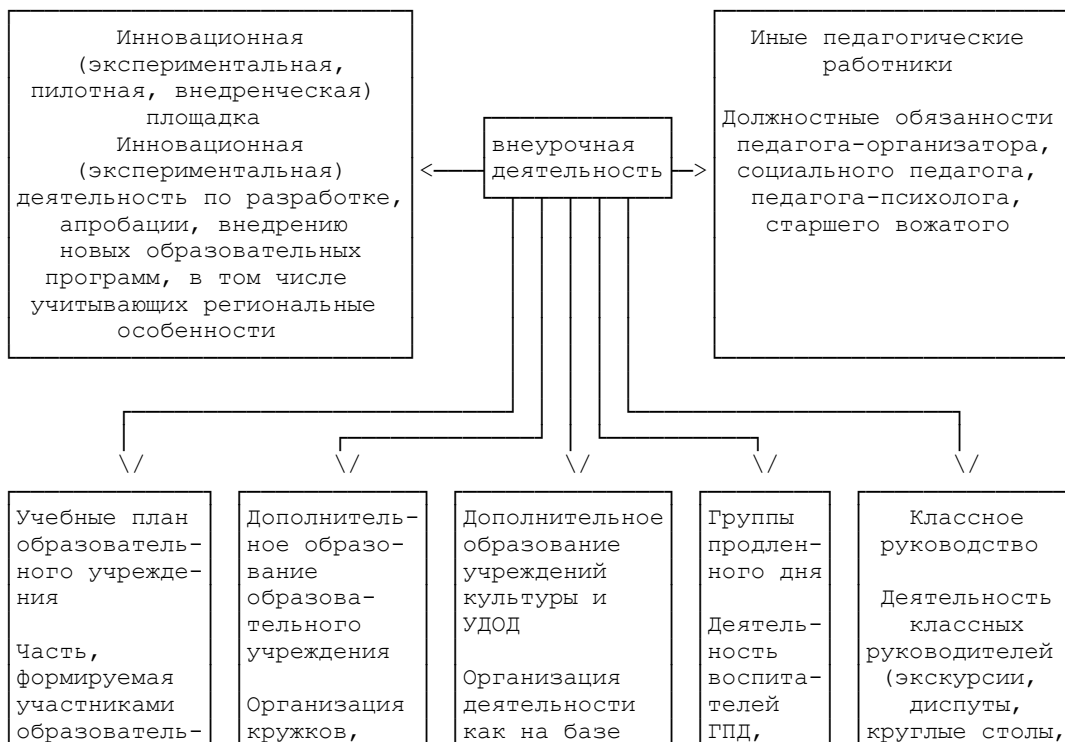 Инновационная
(экспериментальная,
пилотная, внедренческая)
площадка
Инновационная
(экспериментальная)
деятельность по разработке,
апробации, внедрению
новых образовательных
программ, в том числе
учитывающих региональные
особенности
внеурочная
деятельность
Иные педагогические
работники
Должностные обязанности
педагога-организатора,
социального педагога,
педагога-психолога,
старшего вожатого
Учебные план
образователь-
ного учрежде-
ния
Часть,
формируемая
участниками
образователь-
Дополнитель-
ное образо-
вание
образова-
тельного
учреждения
Организация
кружков,
Дополнительное
образование
учреждений
культуры и
УДОД
Организация
деятельности
как на базе
Группы
продлен-
ного дня
Деятель-
ность
воспита-
телей
ГПД,
Классное
руководство
Деятельность
классных
руководителей
(экскурсии,
диспуты,
круглые столы,